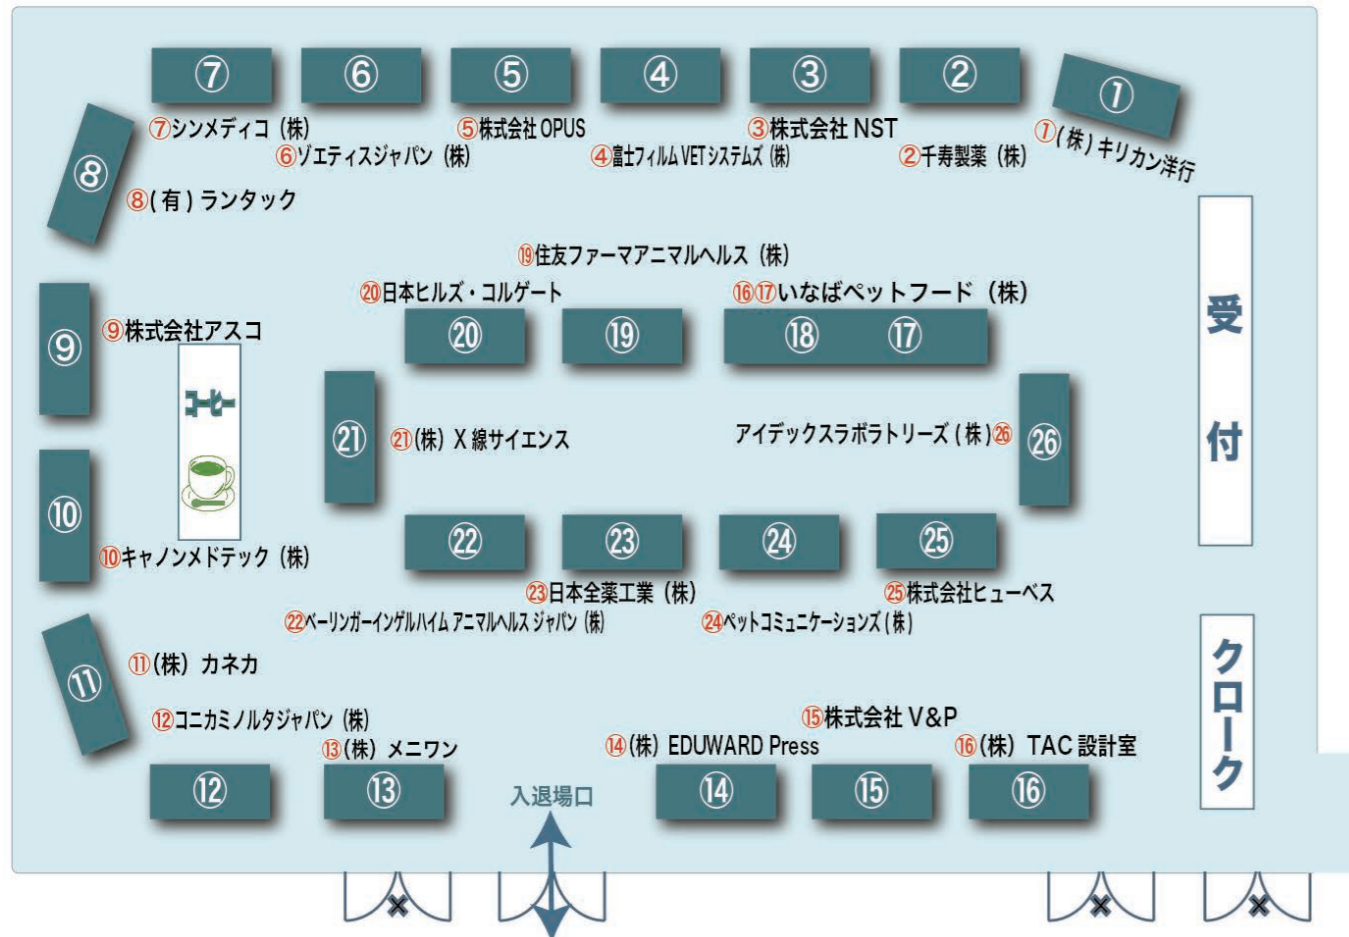 ⑦ ⑥ ⑤ ④ ③ ② ①
⑦シンメディコ（株）
⑥ゾエティスジャパン（株）
⑤株式会社 OPUS
④富士フィルム VET システムズ（株）
③株式会社 NST
②千寿製薬（株）
①(株) キリカン洋行
⑧
⑧(有) ランタック
受付
⑲住友ファーマアニマルヘルス（株）
⑳日本ヒルズ・コルゲート
⑯⑰いなばペットフード（株）
⑳ ⑲ ⑱ ⑰
⑨
⑨株式会社アスコ
コーヒー
㉑
㉑(株) X 線サイエンス
アイデックスラボラトリーズ (株)㉖
㉖
⑩
⑩キャノンメドテック（株）
㉒ ㉓ ㉔ ㉕
㉓日本全薬工業（株）
㉕株式会社ヒューベス
㉒ベーリンガーインゲルハイム アニマルヘルス ジャパン（株）
㉔ペットコミュニケーションズ (株)
⑪
⑪(株) カネカ
クローク
⑫コニカミノルタジャパン（株）
⑬(株) メニワン
⑭(株) EDUWARD Press
⑮株式会社 V&P
⑯(株) TAC 設計室
⑫ ⑬
入退場口
⑭ ⑮ ⑯